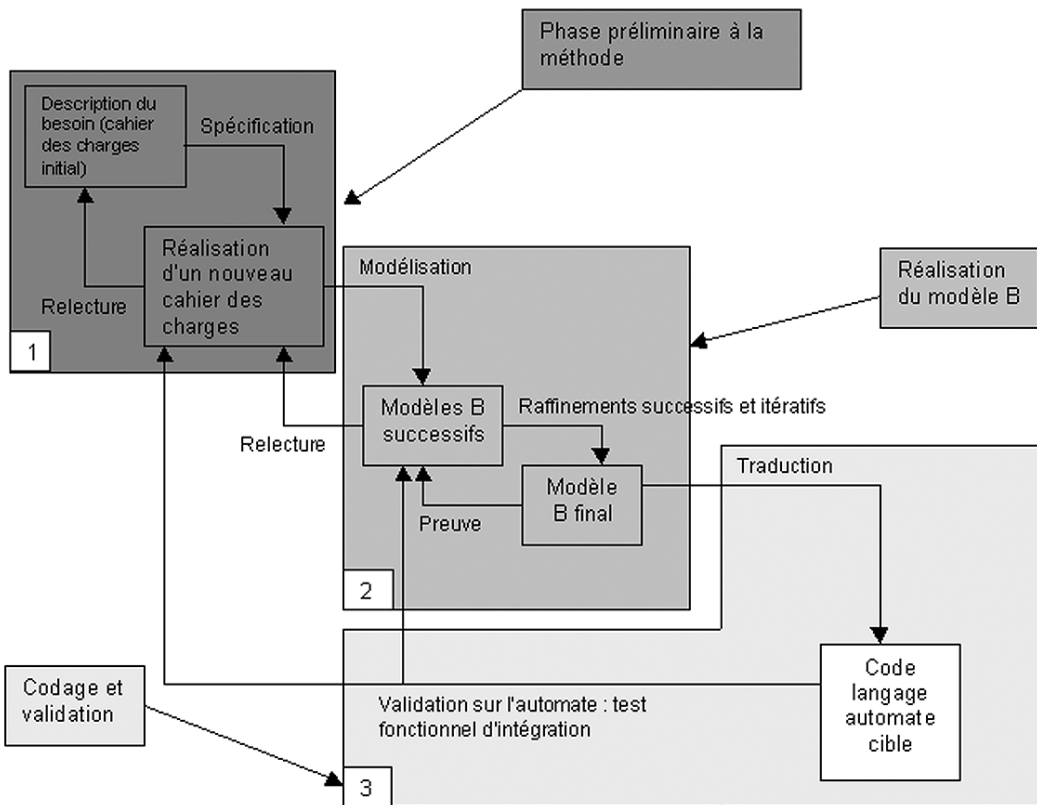 Phase préliminaire à la
méthode
Description du
besoin (cahier
des charges
initial)
Spécification
Réalisation
d'un nouveau
cahier des
charges
Relecture
1
Modélisation
Réalisation
du modèle B
Modèles B
successifs
Raffinements successifs et itératifs
Relecture
Modèle
B final
Preuve
2
Traduction
Code
langage
automate
cible
Codage et
validation
Validation sur l'automate : test
fonctionnel d'intégration
3